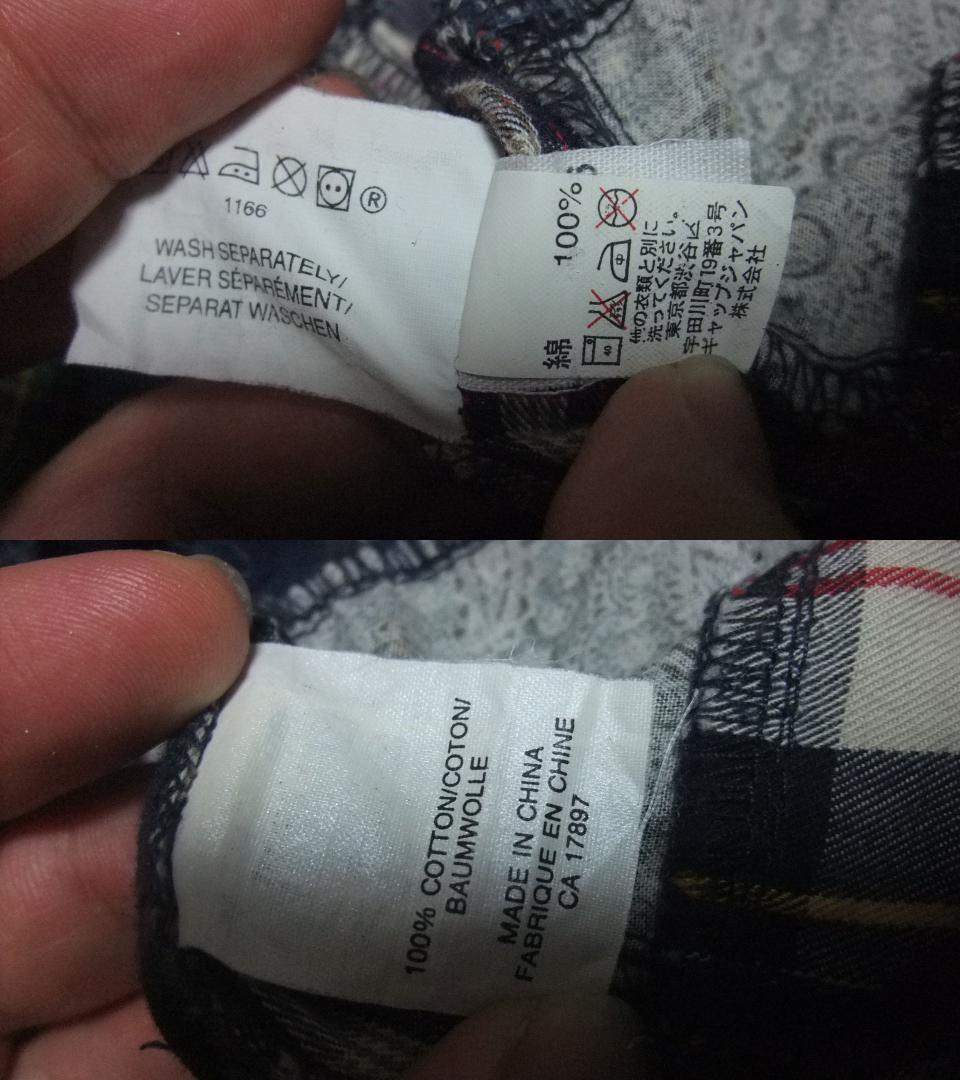 1166
WASH SEPARATELY/
LAVER SÉPARÉMENT/
SEPARAT WASCHEN
綿 100%
40
中
他の衣類と別に
洗ってください。
東京都渋谷区
宇田川町19番3号
ギャップジャパン
株式会社
100% COTTON/COTON/
BAUMWOLLE
MADE IN CHINA
FABRIQUE EN CHINE
CA 17897